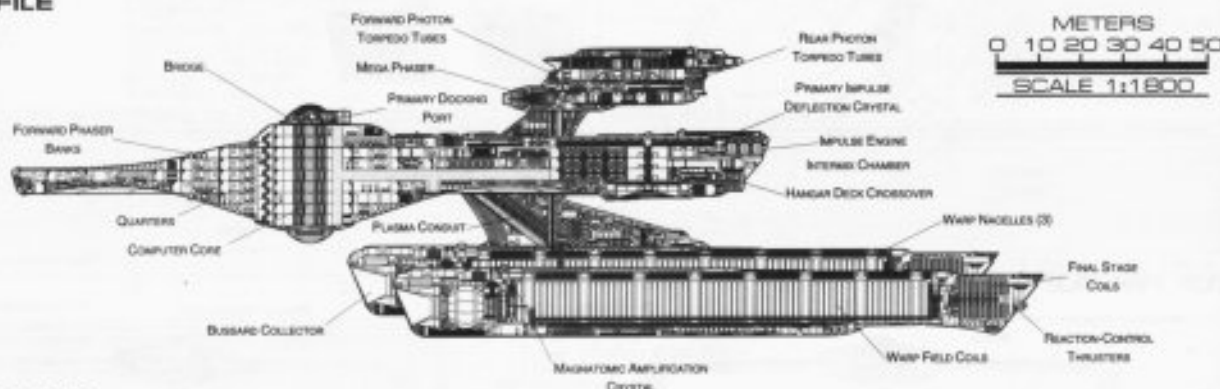 FILE
FORWARD PHOTON
TORPEDO TUBES
MEGA PHASER
BRIDGE
PRIMARY DOCKING
PORT
FORWARD PHASER
BANKS
QUARTERS
COMPUTER CORE
PLASMA CONDUIT
BUSSARD COLLECTOR
MAGNATOMIC AMPLIFICATION
REAR PHOTON
TORPEDO TUBES
PRIMARY IMPULSE
DEFLECTION CRYSTAL
IMPULSE ENGINE
INTERMIX CHAMBER
HANGAR DECK CROSSOVER
WARP NACELLES (3)
FINAL STAGE
COILS
REACTION-CONTROL
THRUSTERS
WARP FIELD COILS
METERS
0 10 20 30 40 50
SCALE 1:1800